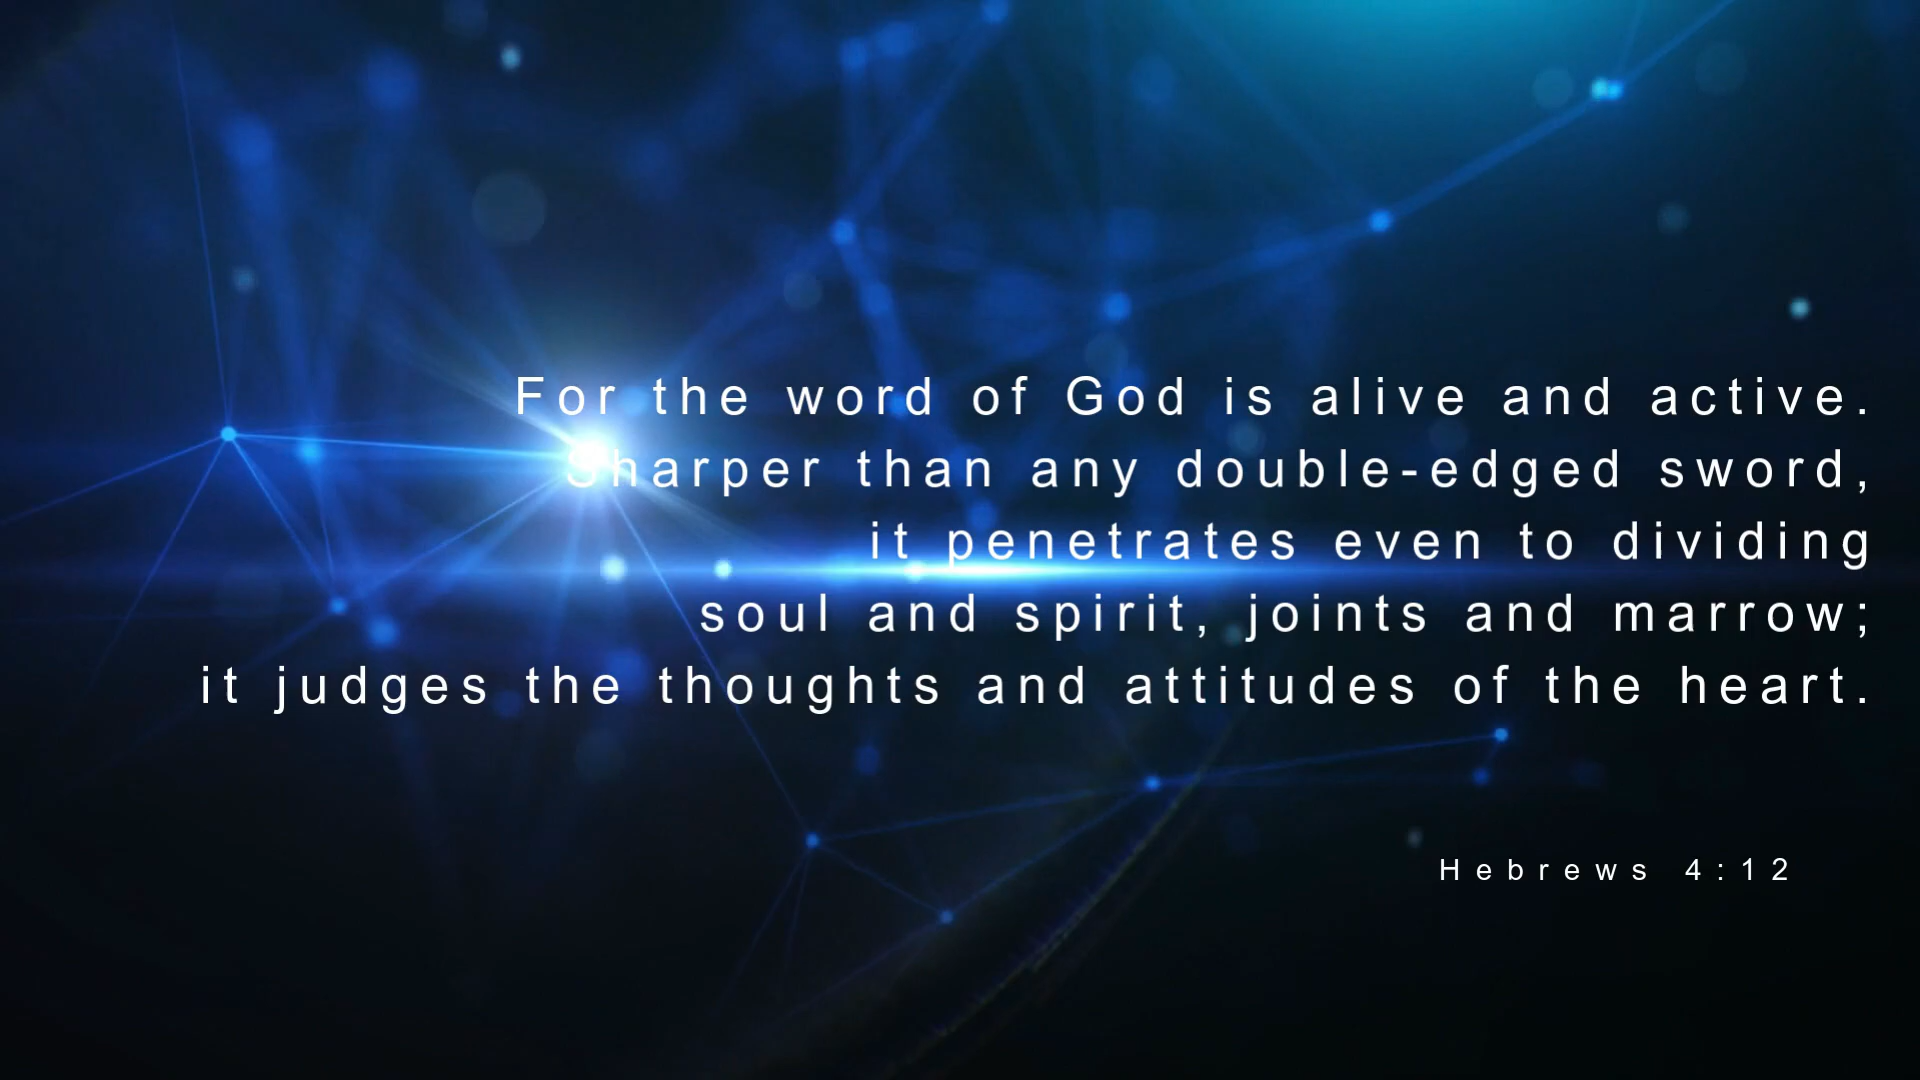 For the word of God is alive and active.
Sharper than any double-edged sword,
it penetrates even to dividing
soul and spirit, joints and marrow;
it judges the thoughts and attitudes of the heart.
Hebrews 4:12